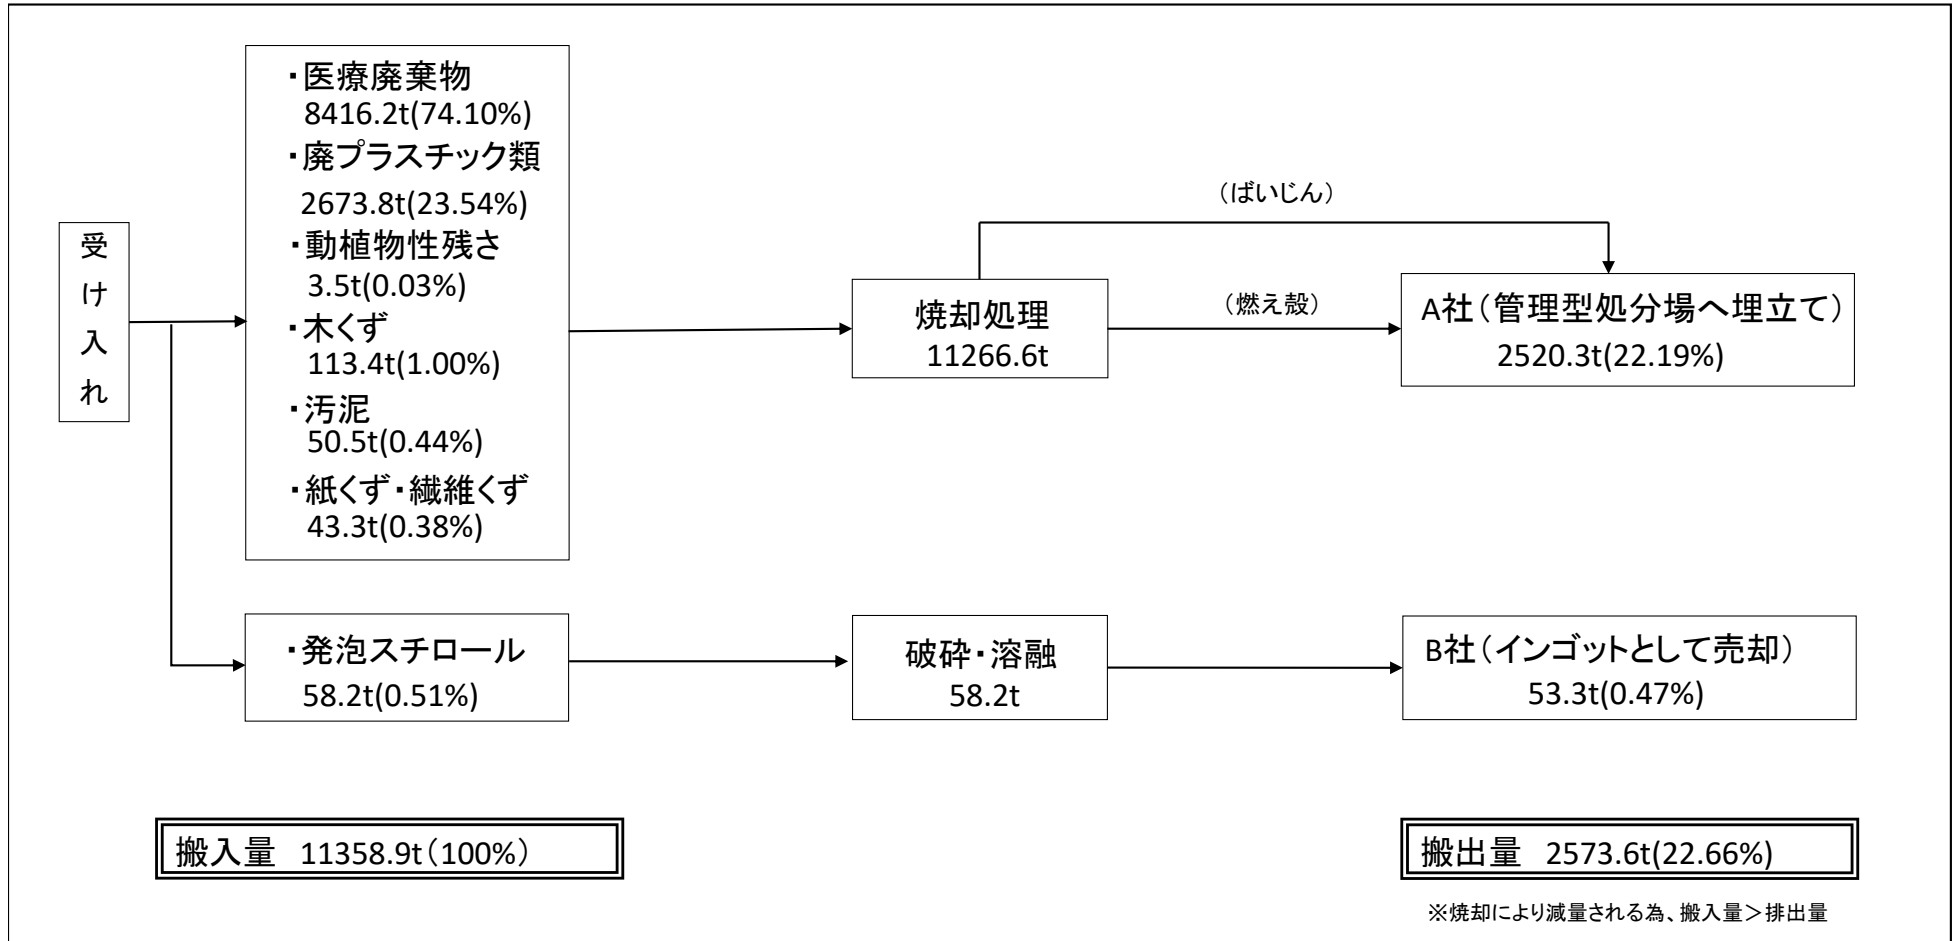 受け入れ
・医療廃棄物
8416.2t(74.10%)
・廃プラスチック類
2673.8t(23.54%)
・動植物性残さ
3.5t(0.03%)
・木くず
113.4t(1.00%)
・汚泥
50.5t(0.44%)
・紙くず・繊維くず
43.3t(0.38%)
焼却処理
11266.6t
(ばいじん)
(燃え殻)
A社(管理型処分場へ埋立て)
2520.3t(22.19%)
・発泡スチロール
58.2t(0.51%)
破砕・溶融
58.2t
B社(インゴットとして売却)
53.3t(0.47%)
搬入量 11358.9t(100%)
搬出量 2573.6t(22.66%)
※焼却により減量される為、搬入量>排出量